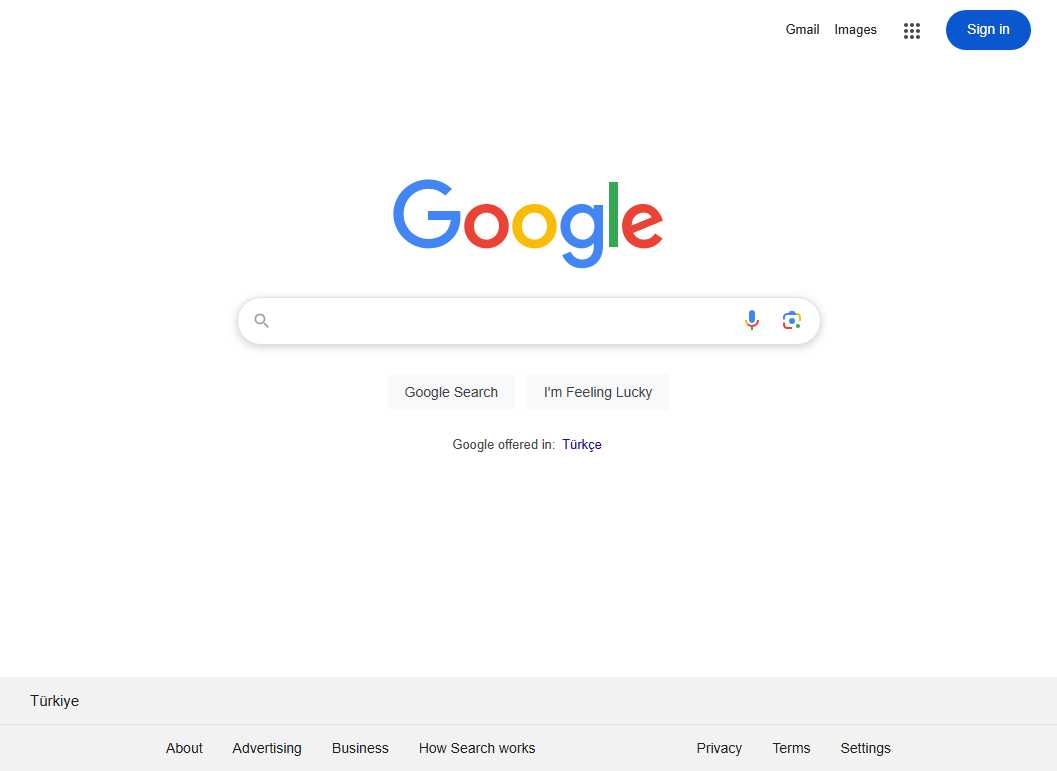 Gmail Images Sign in
Google
Google Search I'm Feeling Lucky
Google offered in: Türkçe
Türkiye
About Advertising Business How Search works Privacy Terms Settings